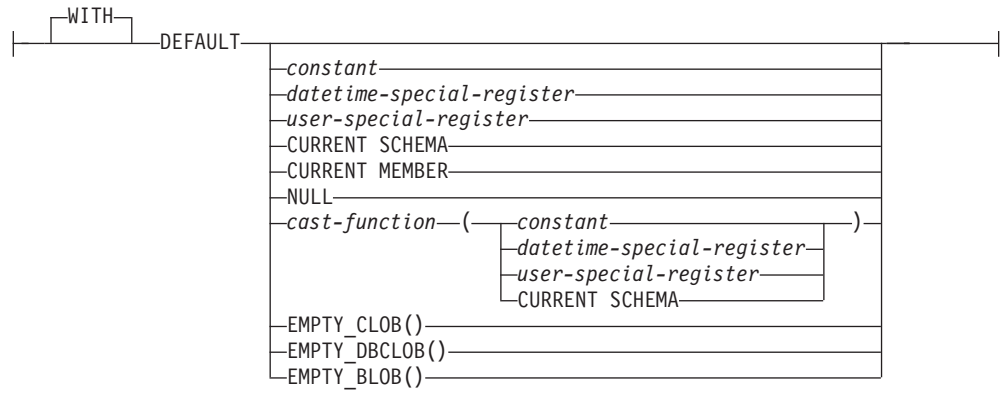 WITH
DEFAULT
constant
datetime-special-register
user-special-register
CURRENT SCHEMA
CURRENT MEMBER
NULL
cast-function ( constant )
datetime-special-register
user-special-register
CURRENT SCHEMA
EMPTY_CLOB()
EMPTY_DBCLOB()
EMPTY_BLOB()